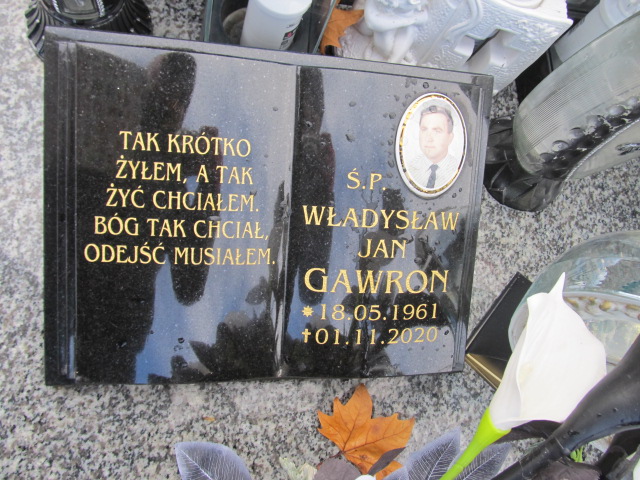 TAK KRÓTKO
ŻYŁEM, A TAK
ŻYĆ CHCIAŁEM.
BÓG TAK CHCIAŁ,
ODEJŚĆ MUSIAŁEM.
Ś.P.
WŁADYSŁAW
JAN
GAWRON
18.05.1961
01.11.2020